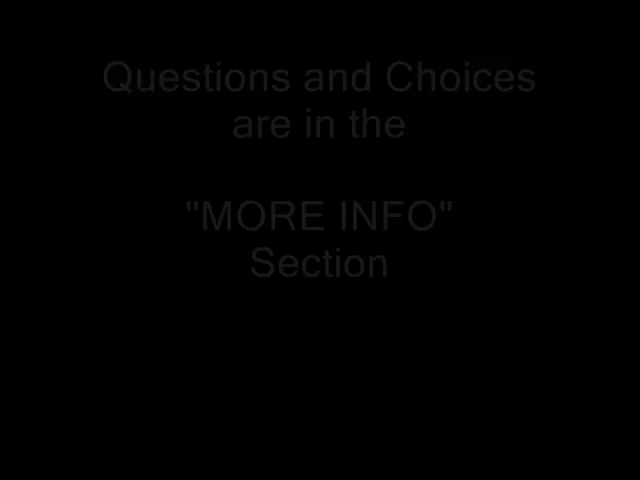 Questions and Choices
are in the
"MORE INFO"
Section